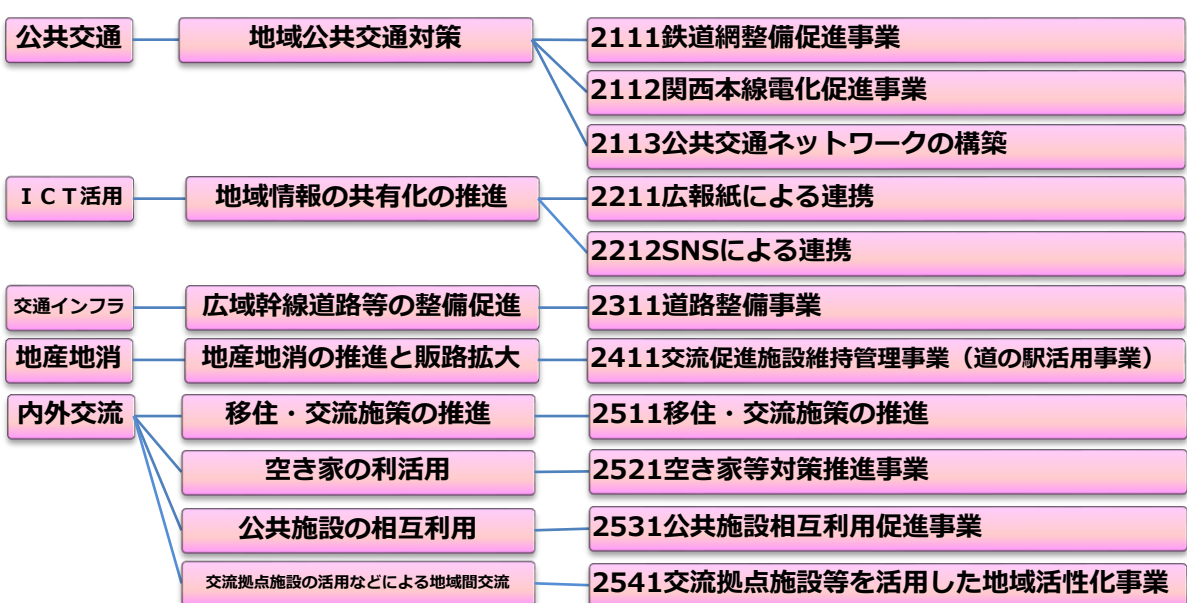 公共交通
地域公共交通対策
2111鉄道網整備促進事業
2112関西本線電化促進事業
2113公共交通ネットワークの構築
ＩＣＴ活用
地域情報の共有化の推進
2211広報紙による連携
2212SNSによる連携
交通インフラ
広域幹線道路等の整備促進
2311道路整備事業
地産地消
地産地消の推進と販路拡大
2411交流促進施設維持管理事業（道の駅活用事業）
内外交流
移住・交流施策の推進
2511移住・交流施策の推進
空き家の利活用
2521空き家等対策推進事業
公共施設の相互利用
2531公共施設相互利用促進事業
交流拠点施設の活用などによる地域間交流
2541交流拠点施設等を活用した地域活性化事業